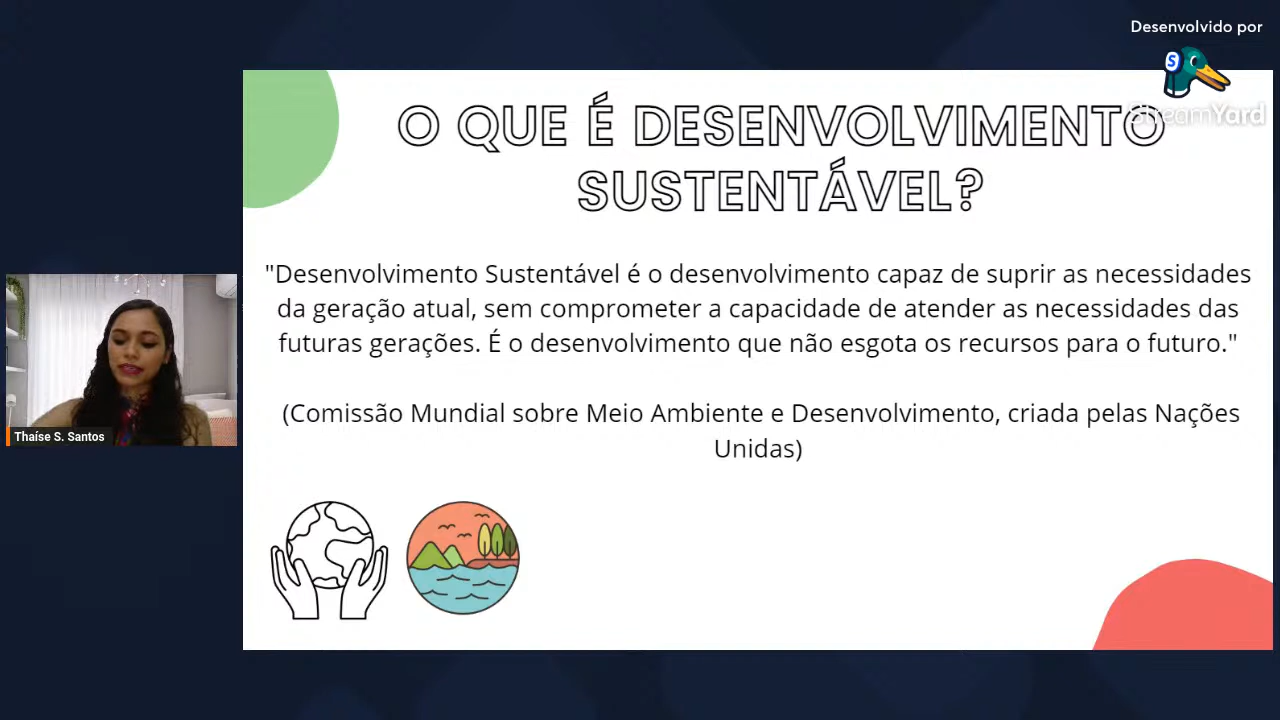 Desenvolvido por
S
StreamYard
O QUE É DESENVOLVIMENTO
SUSTENTÁVEL?
"Desenvolvimento Sustentável é o desenvolvimento capaz de suprir as necessidades
da geração atual, sem comprometer a capacidade de atender as necessidades das
futuras gerações. É o desenvolvimento que não esgota os recursos para o futuro."
(Comissão Mundial sobre Meio Ambiente e Desenvolvimento, criada pelas Nações
Unidas)
Thaíse S. Santos